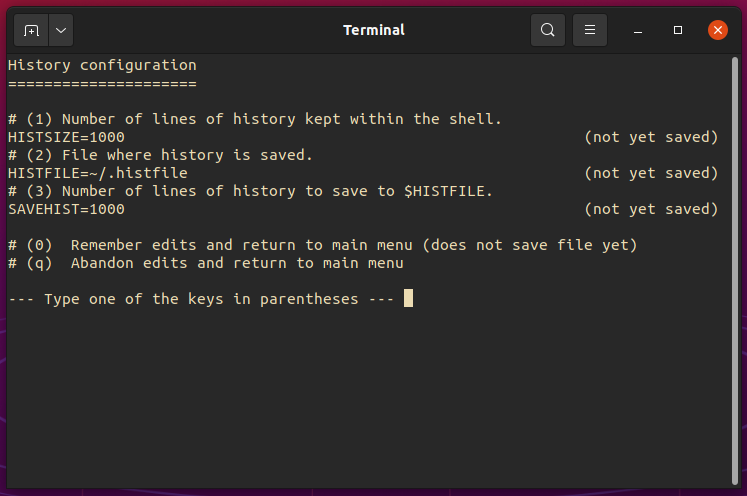 Terminal
History configuration
=====================
# (1) Number of lines of history kept within the shell.
HISTSIZE=1000 (not yet saved)
# (2) File where history is saved.
HISTFILE=~/.histfile (not yet saved)
# (3) Number of lines of history to save to $HISTFILE.
SAVEHIST=1000 (not yet saved)
# (0)  Remember edits and return to main menu (does not save file yet)
# (q)  Abandon edits and return to main menu
--- Type one of the keys in parentheses ---